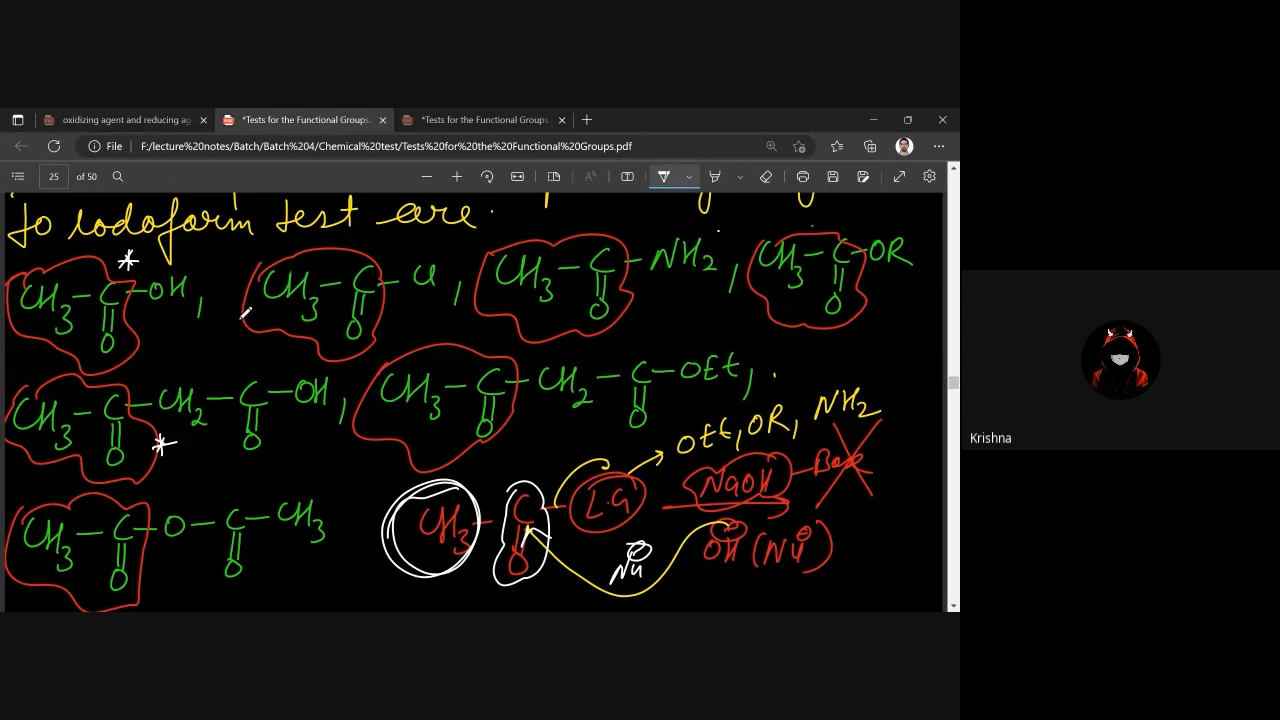 oxidizing agent and reducing ag
*Tests for the Functional Groups.
*Tests for the Functional Groups.
File
F:/lecture%20notes/Batch/Batch%204/Chemical%20test/Tests%20for%20the%20Functional%20Groups.pdf
25 of 50
to Iodoform test are.
CH3-C-OH, CH3-C-Cl, CH3-C-NH2, CH3-C-OR
O O O O
CH3-C-CH2-C-OH, CH3-C-CH2-C-OEt,
O O O O
OEt, OR, NH2
CH3-C-O-C-CH3
O O
CH3-C-L.G NaOH Base
O
Nu⊖ OH⊖ (Nu⊖)
Krishna